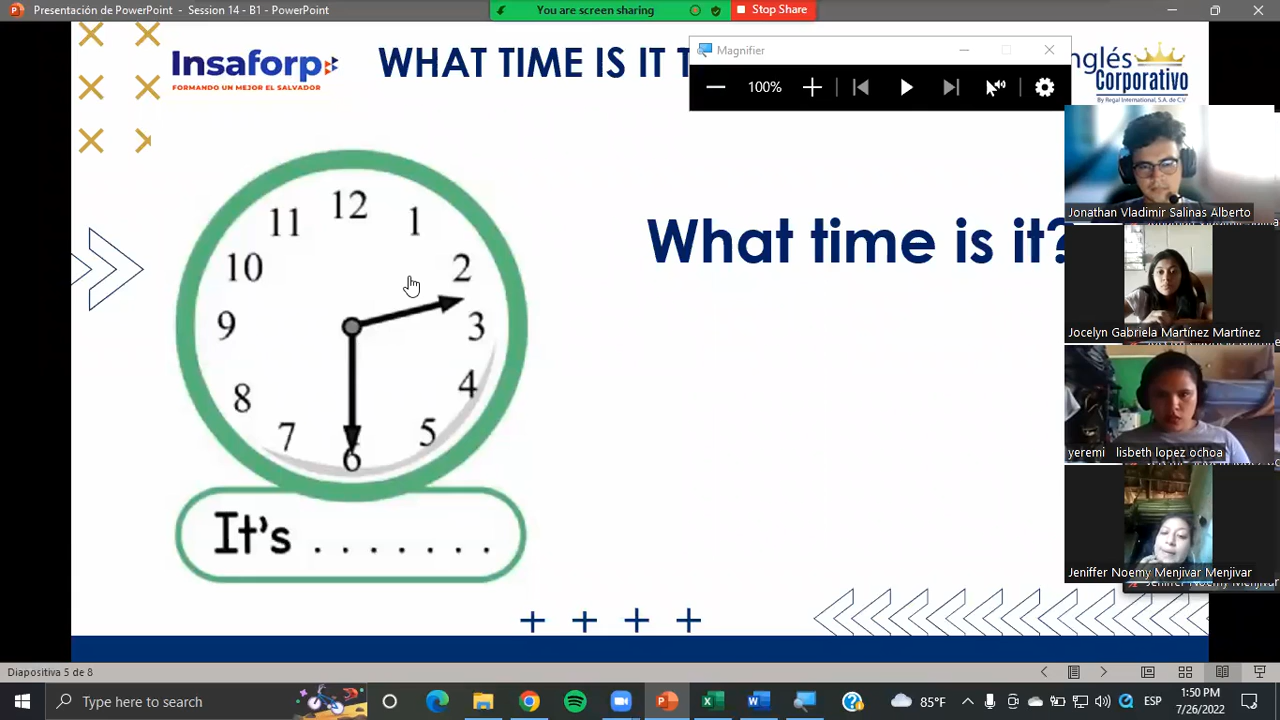 Presentación de PowerPoint - Session 14 - B1 - PowerPoint
You are screen sharing
Stop Share
Insaforp
FORMANDO UN MEJOR EL SALVADOR
WHAT TIME IS IT T
Magnifier
100%
nglés
Corporativo
By Regal International, S.A. de C.V
12
1
2
3
4
5
6
7
8
9
10
11
It's .......
What time is it?
Jonathan Vladimir Salinas Alberto
Jocelyn Gabriela Martínez Martínez
yeremi lisbeth lopez ochoa
Jeniffer Noemy Menjivar Menjivar
Diapositiva 5 de 8
Type here to search
85°F
ESP
1:50 PM
7/26/2022